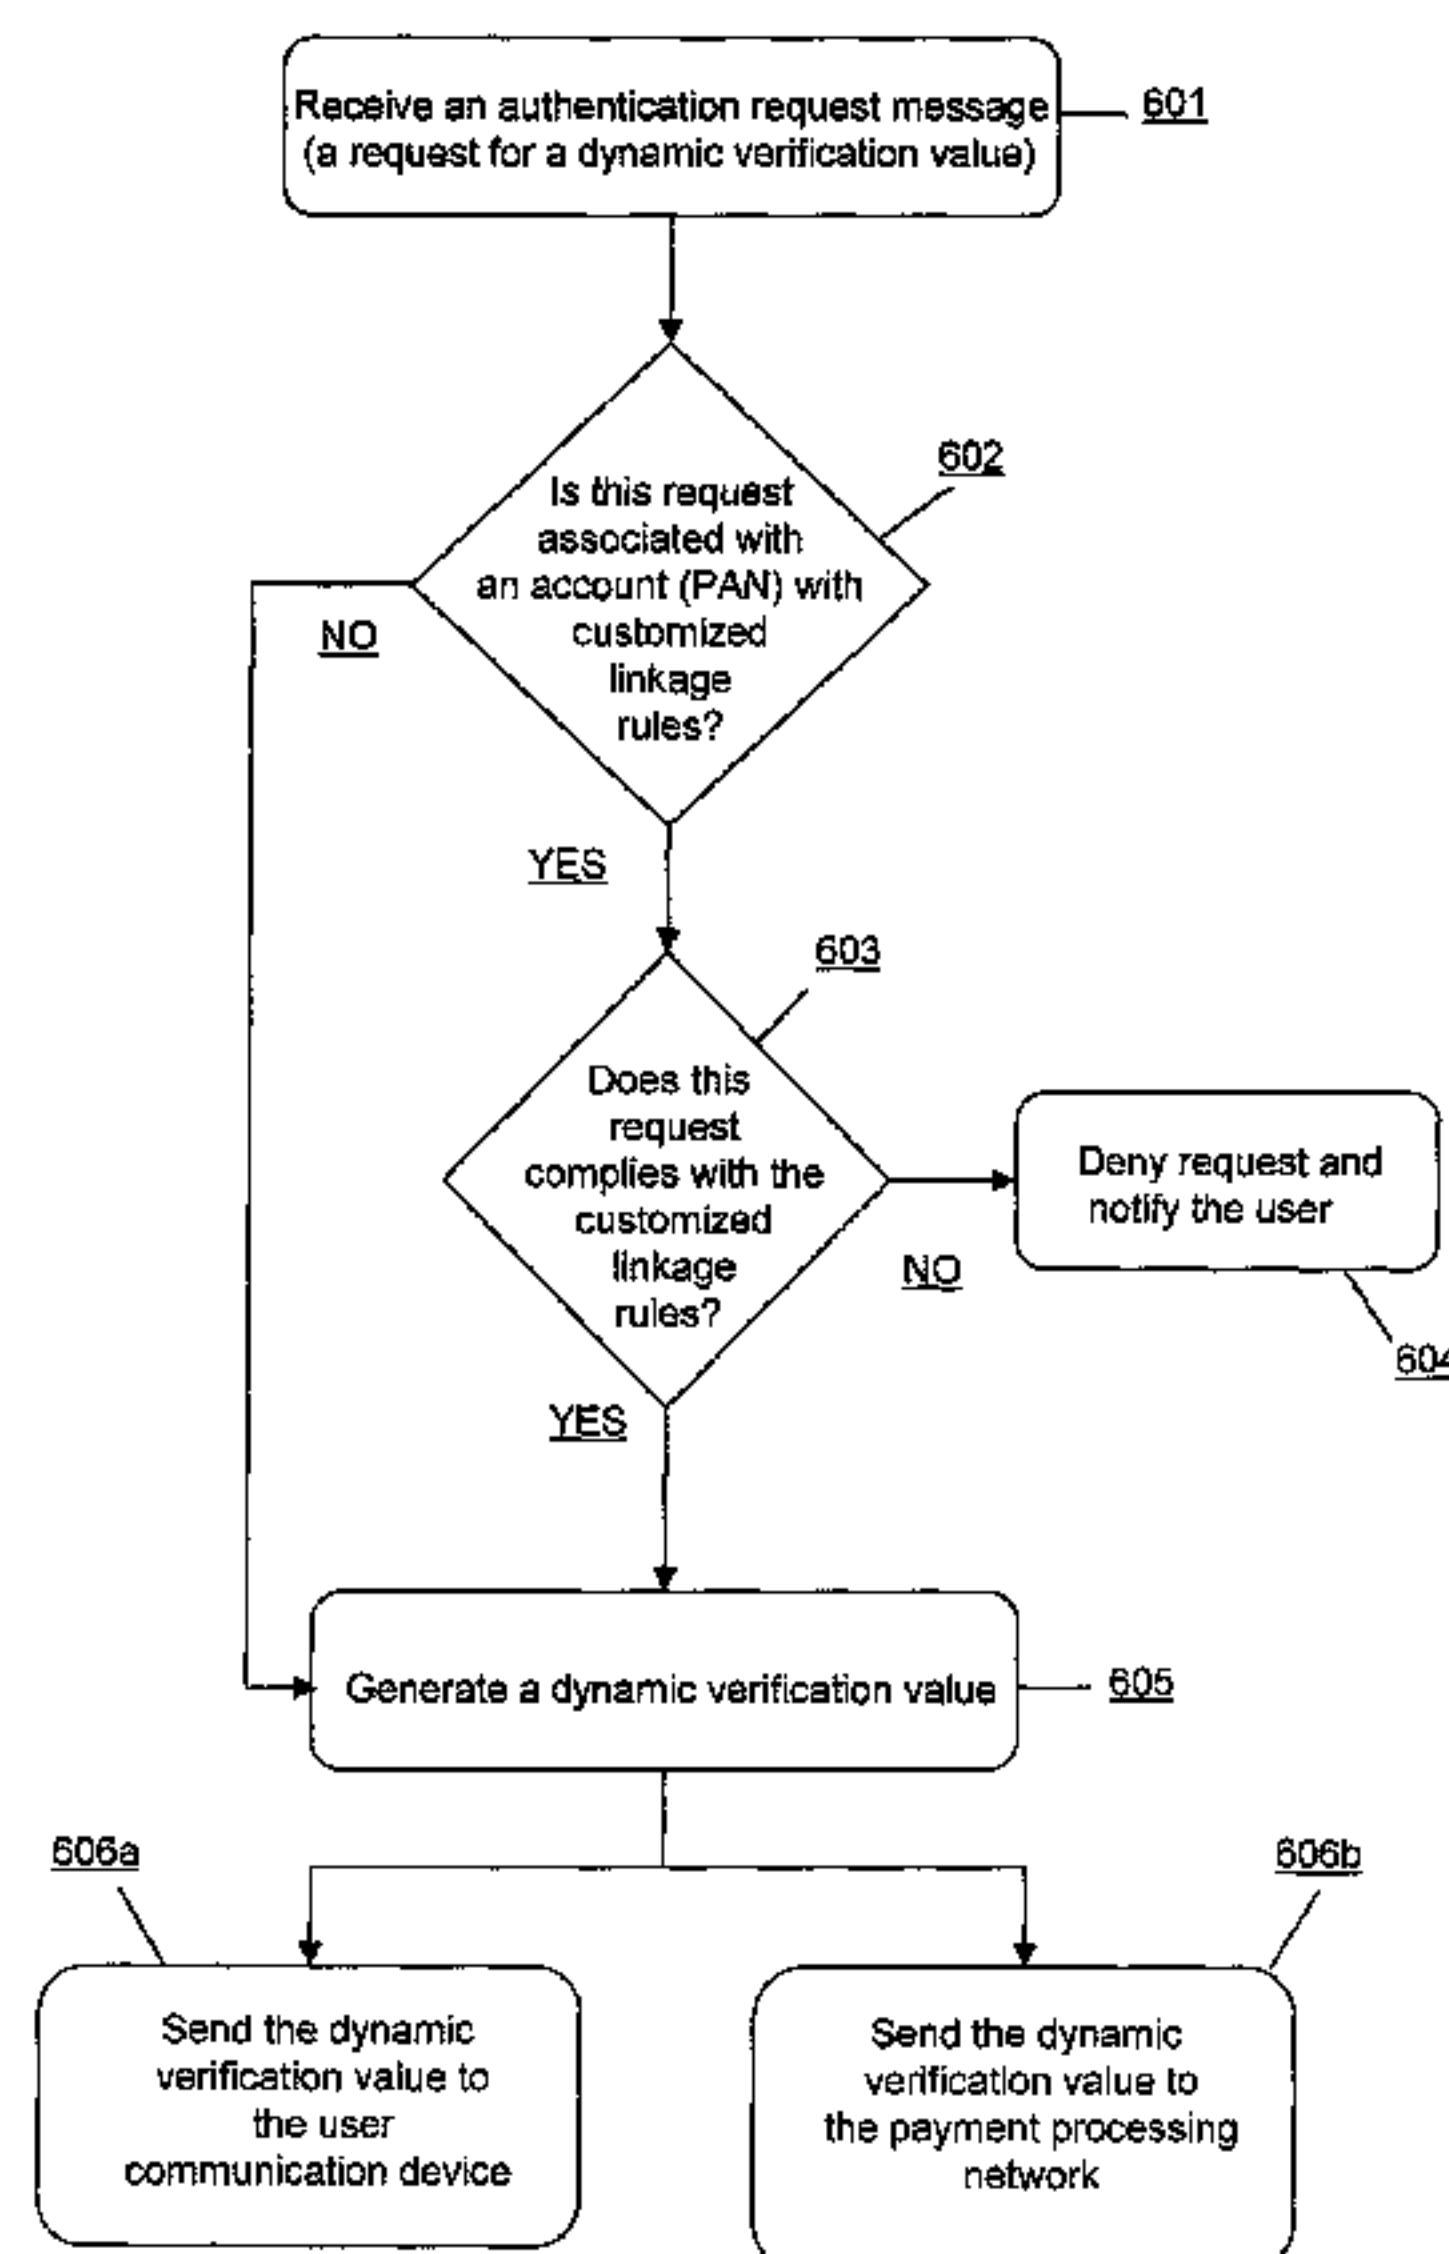 Receive an authentication request message
(a request for a dynamic verification value)
601
602
Is this request
associated with
an account (PAN) with
customized
linkage
rules?
NO
YES
603
Does this
request
complies with the
customized
linkage
rules?
NO
Deny request and
notify the user
604
YES
Generate a dynamic verification value
605
606a
606b
Send the dynamic
verification value to
the user
communication device
Send the dynamic
verification value to
the payment processing
network